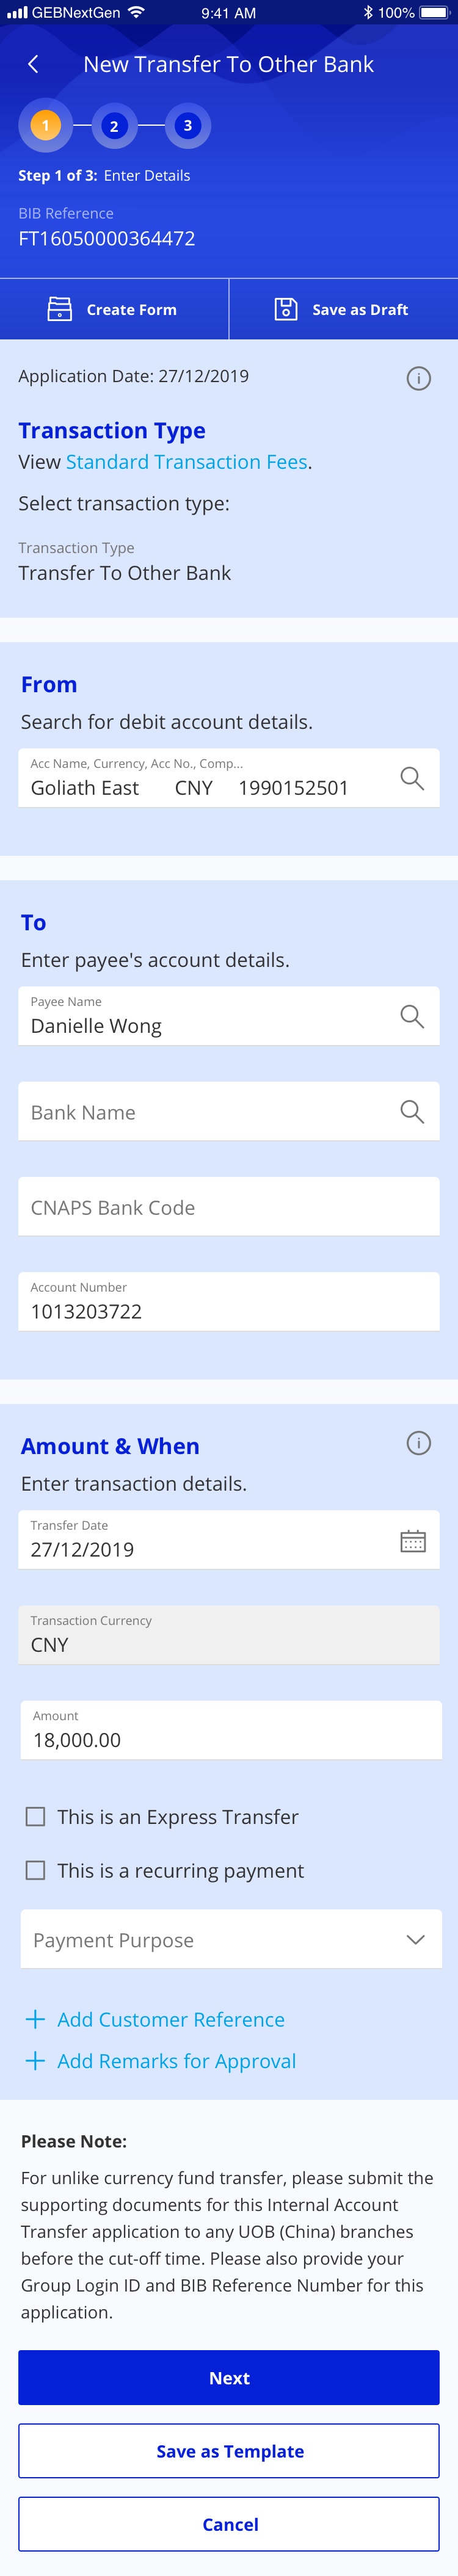 GEBNextGen 9:41 AM 100%
New Transfer To Other Bank
1 2 3
Step 1 of 3: Enter Details
BIB Reference
FT16050000364472
Create Form Save as Draft
Application Date: 27/12/2019
Transaction Type
View Standard Transaction Fees.
Select transaction type:
Transaction Type
Transfer To Other Bank
From
Search for debit account details.
Acc Name, Currency, Acc No., Comp...
Goliath East CNY 1990152501
To
Enter payee's account details.
Payee Name
Danielle Wong
Bank Name
CNAPS Bank Code
Account Number
1013203722
Amount & When
Enter transaction details.
Transfer Date
27/12/2019
Transaction Currency
CNY
Amount
18,000.00
This is an Express Transfer
This is a recurring payment
Payment Purpose
Add Customer Reference
Add Remarks for Approval
Please Note:
For unlike currency fund transfer, please submit the
supporting documents for this Internal Account
Transfer application to any UOB (China) branches
before the cut-off time. Please also provide your
Group Login ID and BIB Reference Number for this
application.
Next
Save as Template
Cancel